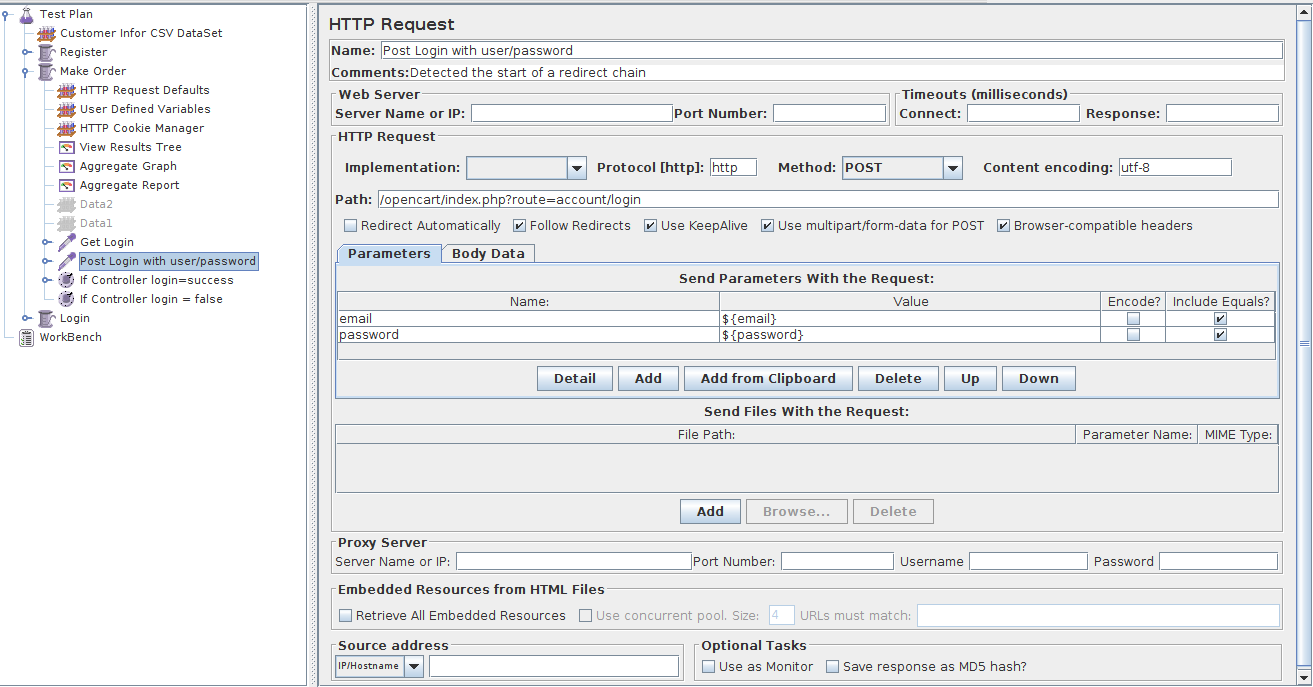 Test Plan
Customer Infor CSV DataSet
Register
Make Order
HTTP Request Defaults
User Defined Variables
HTTP Cookie Manager
View Results Tree
Aggregate Graph
Aggregate Report
Data2
Data1
Get Login
Post Login with user/password
If Controller login=success
If Controller login = false
Login
WorkBench
HTTP Request
Name: Post Login with user/password
Comments: Detected the start of a redirect chain
Web Server
Server Name or IP: Port Number:
Timeouts (milliseconds)
Connect: Response:
HTTP Request
Implementation: Protocol [http]: http Method: POST Content encoding: utf-8
Path: /opencart/index.php?route=account/login
Redirect Automatically Follow Redirects Use KeepAlive Use multipart/form-data for POST Browser-compatible headers
Parameters Body Data
Send Parameters With the Request:
Name: Value Encode? Include Equals?
email ${email}
password ${password}
Detail Add Add from Clipboard Delete Up Down
Send Files With the Request:
File Path: Parameter Name: MIME Type:
Add Browse... Delete
Proxy Server
Server Name or IP: Port Number: Username Password
Embedded Resources from HTML Files
Retrieve All Embedded Resources Use concurrent pool. Size: 4 URLs must match:
Source address
IP/Hostname
Optional Tasks
Use as Monitor Save response as MD5 hash?